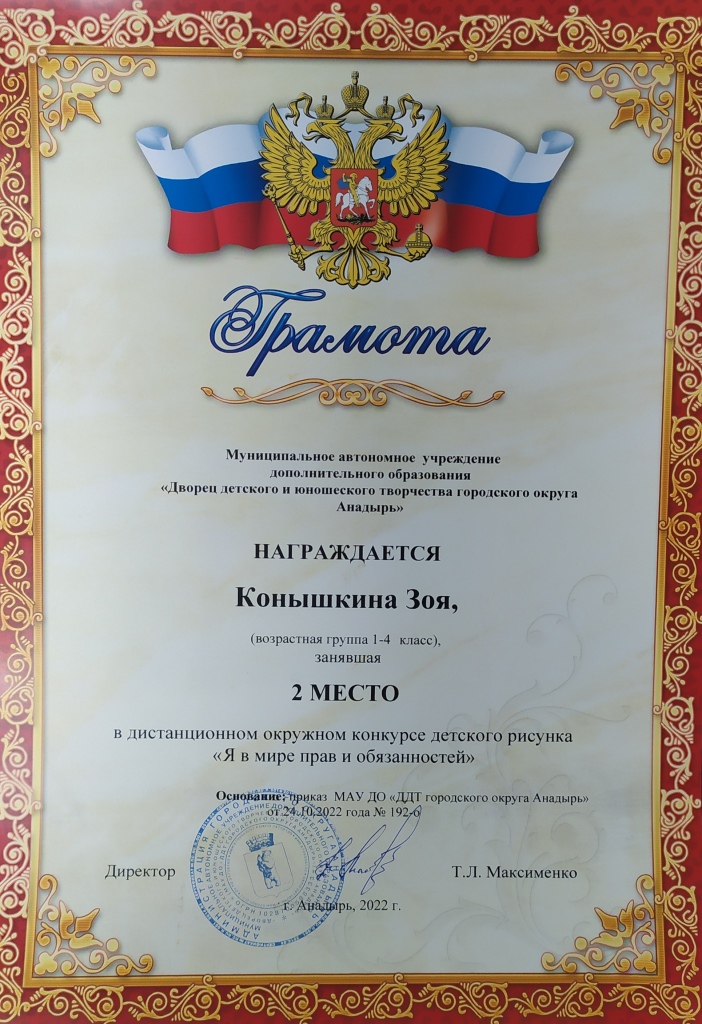 Грамота
Муниципальное автономное учреждение
дополнительного образования
«Дворец детского и юношеского творчества городского округа
Анадырь»
НАГРАЖДАЕТСЯ
Конышкина Зоя,
(возрастная группа 1-4 класс),
занявшая
2 МЕСТО
в дистанционном окружном конкурсе детского рисунка
«Я в мире прав и обязанностей»
Основание: приказ МАУ ДО «ДДТ городского округа Анадырь»
от 24.10.2022 года № 192-б
Директор
Т.Л. Максименко
г. Анадырь, 2022 г.